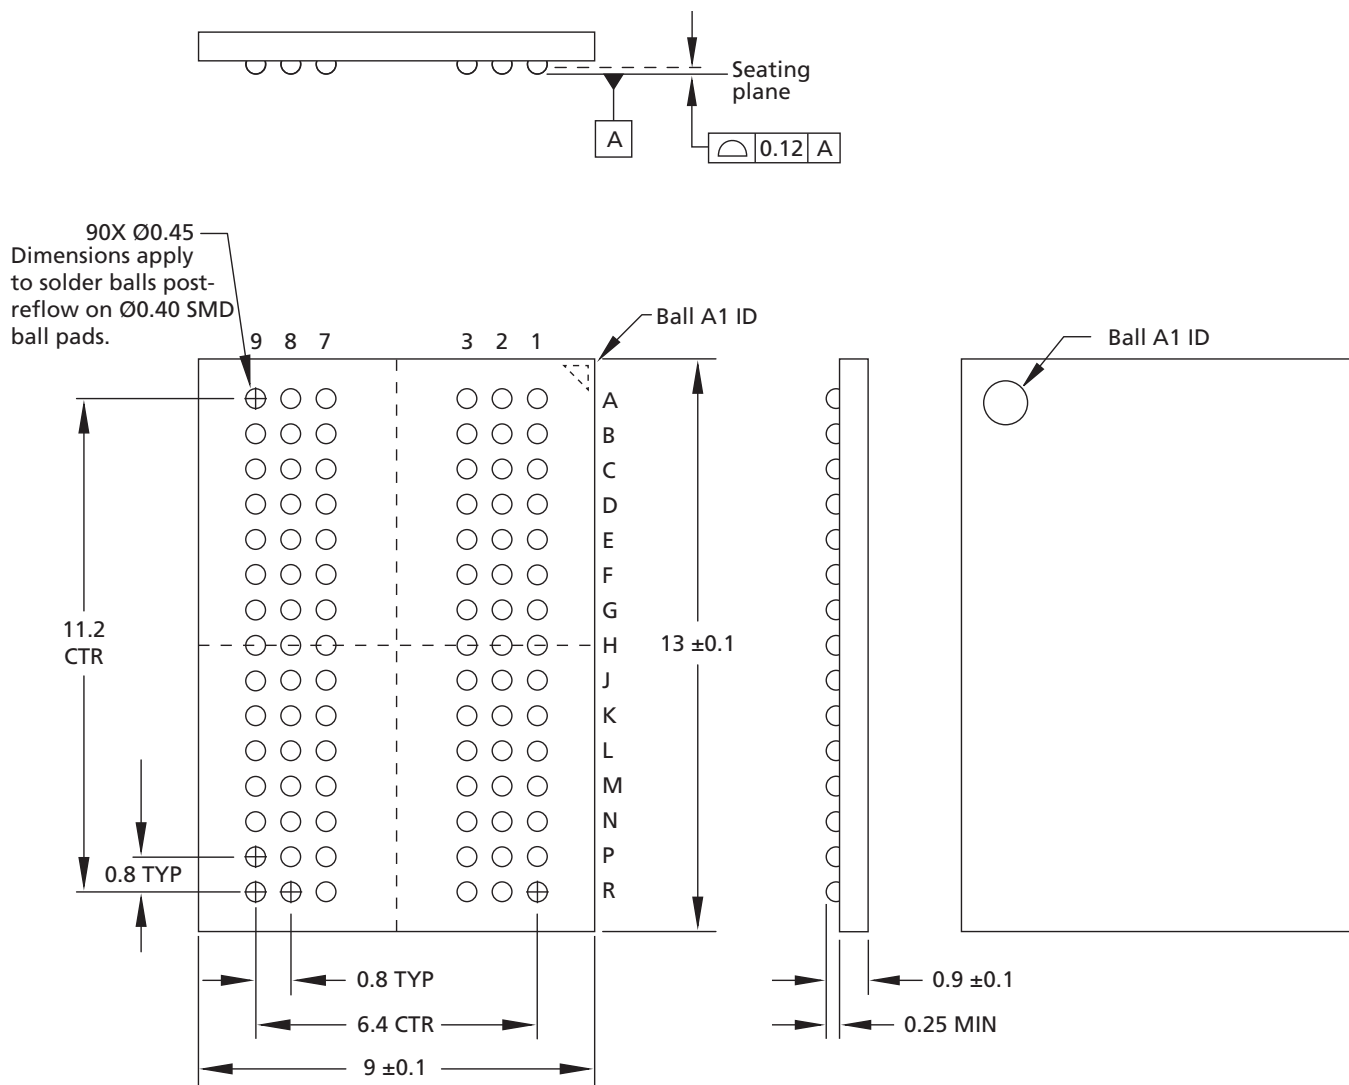 Seating
plane
A
0.12 A
90X Ø0.45
Dimensions apply
to solder balls post-
reflow on Ø0.40 SMD
ball pads.
Ball A1 ID
Ball A1 ID
9 8 7 3 2 1
A
B
C
D
E
F
G
H
J
K
L
M
N
P
R
11.2
CTR
13 ±0.1
0.8 TYP
0.8 TYP
0.9 ±0.1
6.4 CTR
0.25 MIN
9 ±0.1